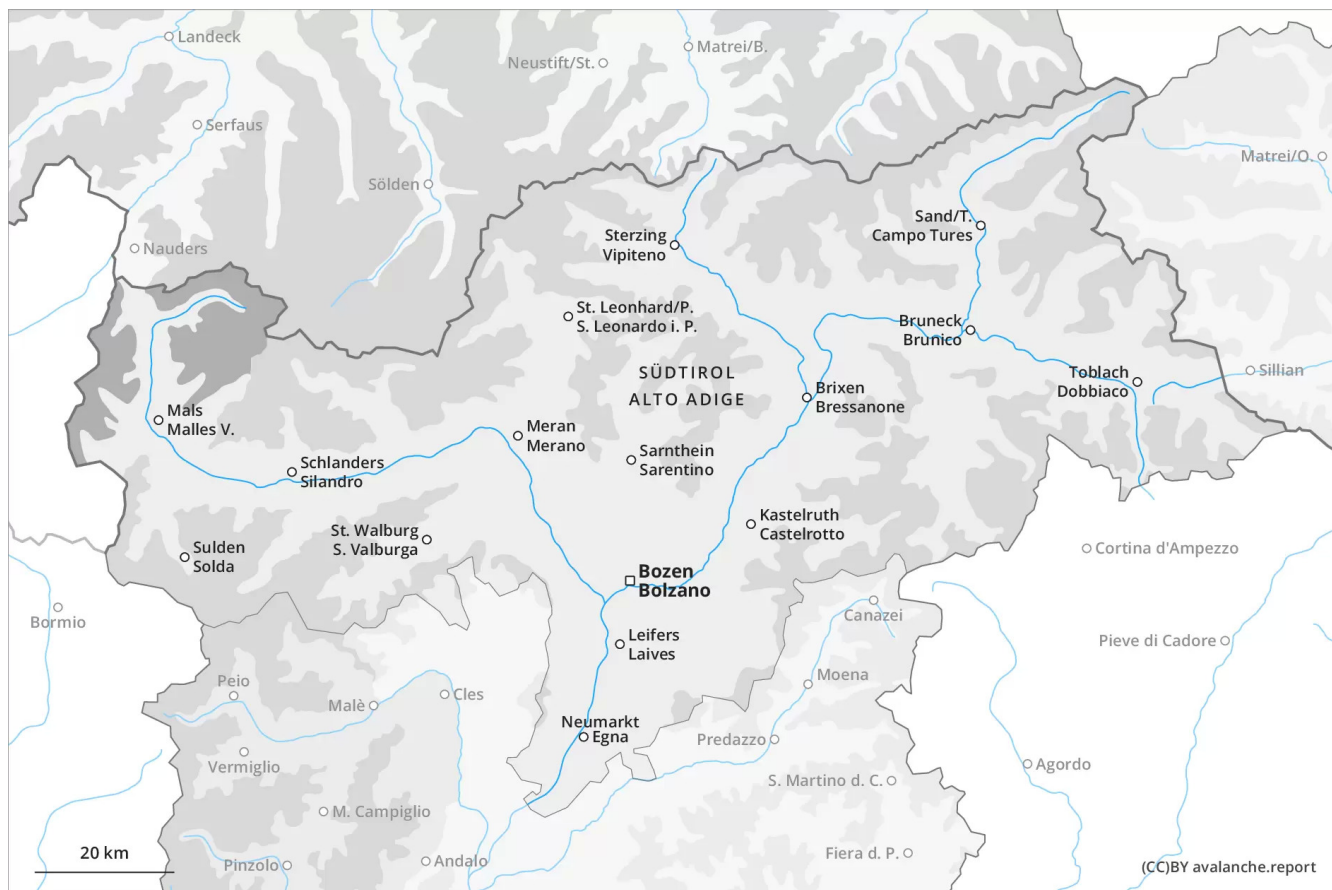 Landeck
Matrei/B.
Neustift/St.
Serfaus
Matrei/O.
Sölden
Sand/T.
Campo Tures
Sterzing
Vipiteno
Nauders
St. Leonhard/P.
S. Leonardo i. P.
Bruneck
Brunico
SÜDTIROL
ALTO ADIGE
Toblach
Dobbiaco
Sillian
Brixen
Bressanone
Mals
Malles V.
Meran
Merano
Sarnthein
Sarentino
Schlanders
Silandro
Kastelruth
Castelrotto
St. Walburg
S. Valburga
Sulden
Solda
Cortina d'Ampezzo
Bozen
Bolzano
Bormio
Canazei
Leifers
Laives
Pieve di Cadore
Peio
Moena
Malè
Cles
Neumarkt
Egna
Predazzo
Vermiglio
Agordo
S. Martino d. C.
M. Campiglio
20 km
Pinzolo
Andalo
Fiera d. P.
(CC)BY avalanche.report